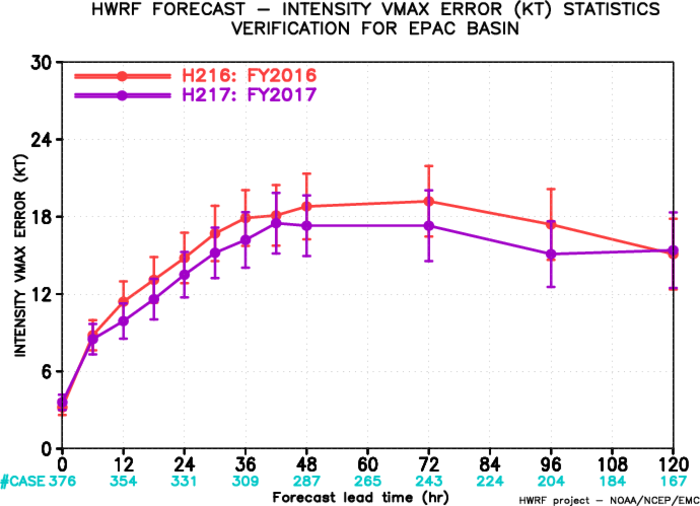 HWRF FORECAST – INTENSITY VMAX ERROR (KT) STATISTICS
VERIFICATION FOR EPAC BASIN
H216: FY2016
H217: FY2017
INTENSITY VMAX ERROR (KT)
30
24
18
12
6
0
0 12 24 36 48 60 72 84 96 108 120
#CASE 376 354 331 309 287 265 243 224 204 184 167
Forecast lead time (hr)
HWRF project – NOAA/NCEP/EMC